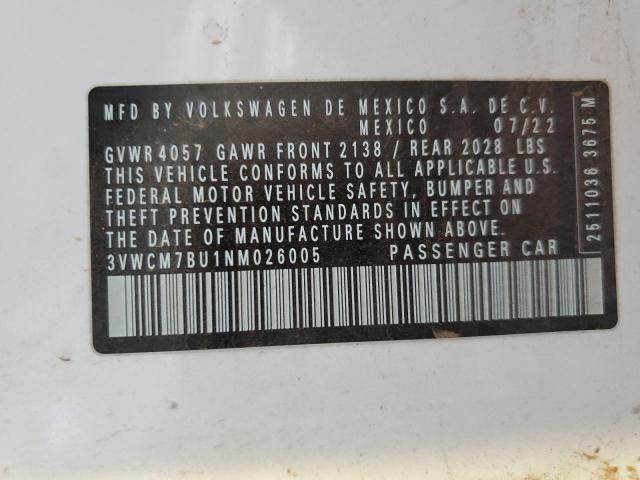 MFD BY VOLKSWAGEN DE MEXICO S.A. DE C.V.
MEXICO 07/22
GVWR 4057 GAWR FRONT 2138 / REAR 2028 LBS
THIS VEHICLE CONFORMS TO ALL APPLICABLE U.S.
FEDERAL MOTOR VEHICLE SAFETY, BUMPER AND
THEFT PREVENTION STANDARDS IN EFFECT ON
THE DATE OF MANUFACTURE SHOWN ABOVE.
3VWCM7BU1NM026005 PASSENGER CAR
2511036 3675 M